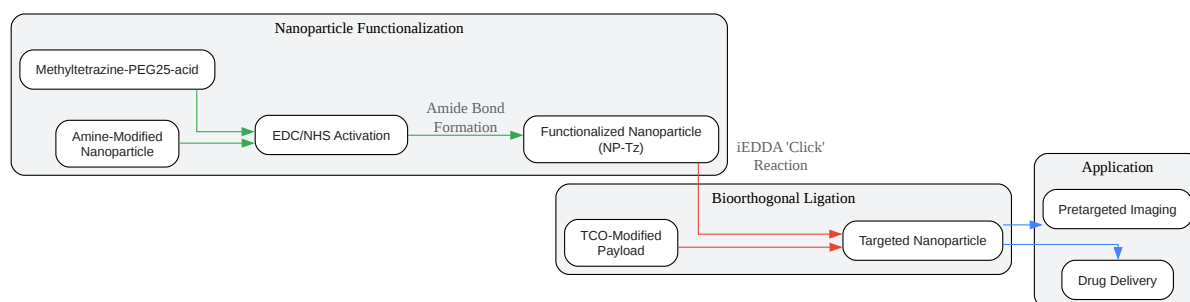 Nanoparticle Functionalization
Methyltetrazine-PEG25-acid
Amine-Modified
Nanoparticle
EDC/NHS Activation
Amide Bond
Formation
Functionalized Nanoparticle
(NP-Tz)
iEDDA 'Click'
Reaction
Bioorthogonal Ligation
TCO-Modified
Payload
Targeted Nanoparticle
Application
Pretargeted Imaging
Drug Delivery